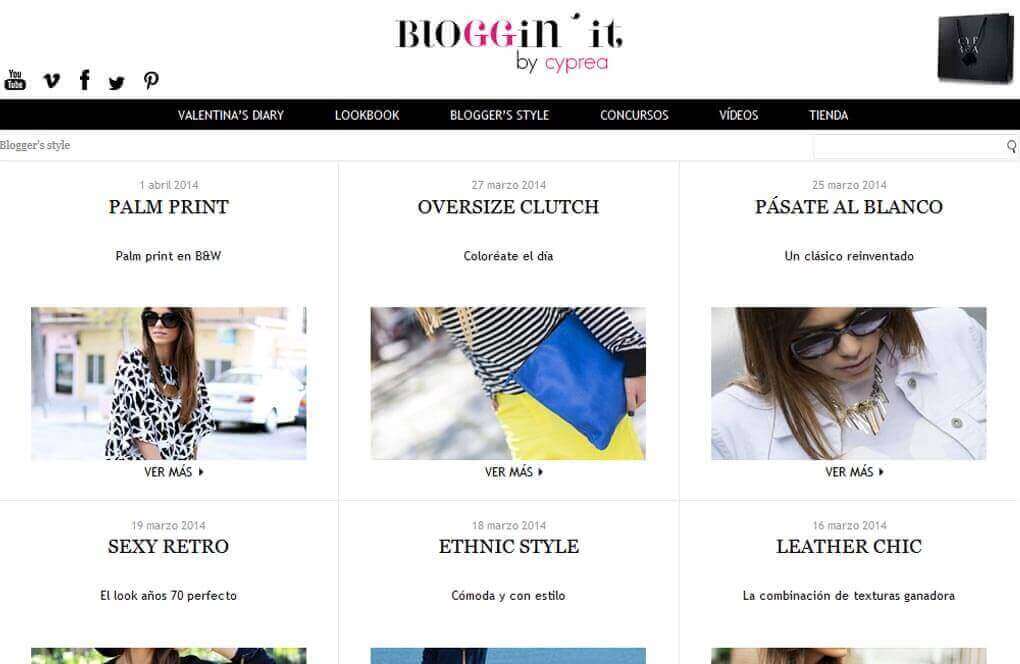 BlOGGin´it
by cyprea
You
Tube
CYP
REA
VALENTINA'S DIARY LOOKBOOK BLOGGER'S STYLE CONCURSOS VÍDEOS TIENDA
Blogger's style
1 abril 2014
PALM PRINT
Palm print en B&W
VER MÁS
27 marzo 2014
OVERSIZE CLUTCH
Coloréate el día
VER MÁS
25 marzo 2014
PÁSATE AL BLANCO
Un clásico reinventado
VER MÁS
19 marzo 2014
SEXY RETRO
El look años 70 perfecto
18 marzo 2014
ETHNIC STYLE
Cómoda y con estilo
16 marzo 2014
LEATHER CHIC
La combinación de texturas ganadora